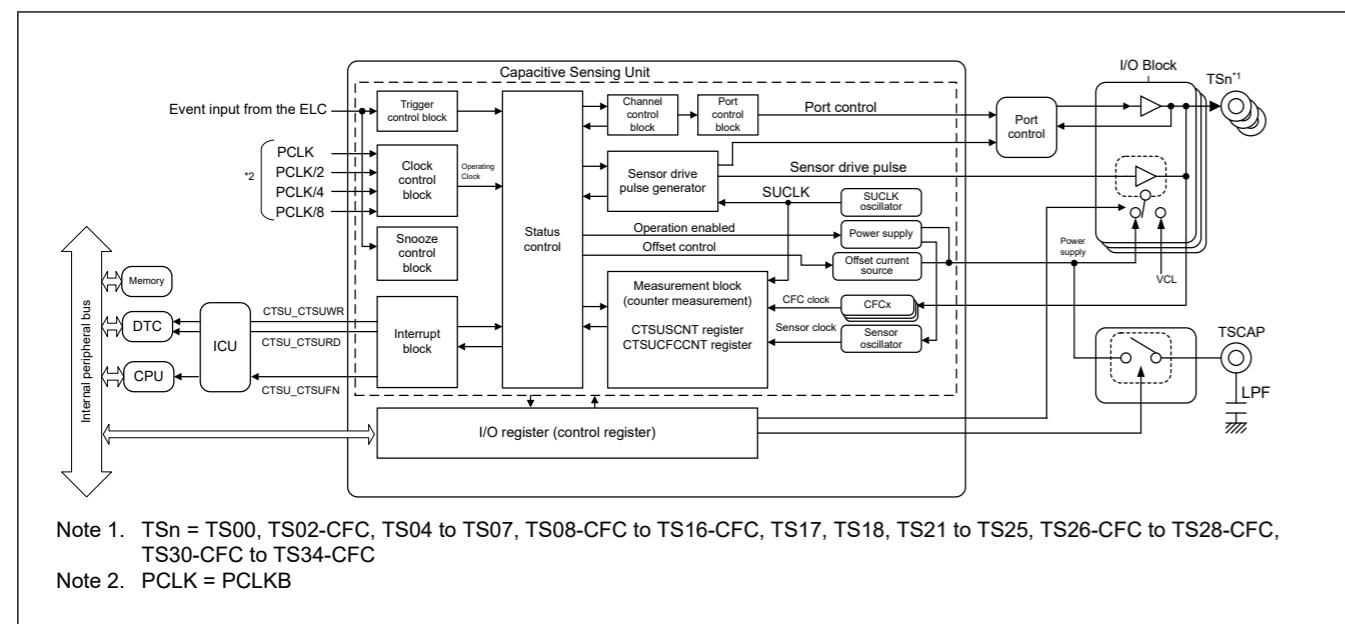 Capacitive Sensing Unit
I/O Block
TSn*1
Event input from the ELC
Trigger
control block
Channel
control
block
Port
control
block
Port control
Port
control
PCLK
PCLK/2
PCLK/4
PCLK/8
*2
Clock
control
block
Operating
Clock
Sensor drive
pulse generator
Sensor drive pulse
SUCLK
SUCLK
oscillator
Status
control
Operation enabled
Power supply
Offset control
Offset current
source
Power
supply
VCL
Snooze
control
block
Measurement block
(counter measurement)
CTSUSCNT register
CTSUCFCCNT register
CFC clock
CFCx
Sensor clock
Sensor
oscillator
Internal peripheral bus
Memory
DTC
CPU
ICU
CTSU_CTSUWR
CTSU_CTSURD
CTSU_CTSUFN
Interrupt
block
TSCAP
LPF
I/O register (control register)
Note 1. TSn = TS00, TS02-CFC, TS04 to TS07, TS08-CFC to TS16-CFC, TS17, TS18, TS21 to TS25, TS26-CFC to TS28-CFC,
TS30-CFC to TS34-CFC
Note 2. PCLK = PCLKB